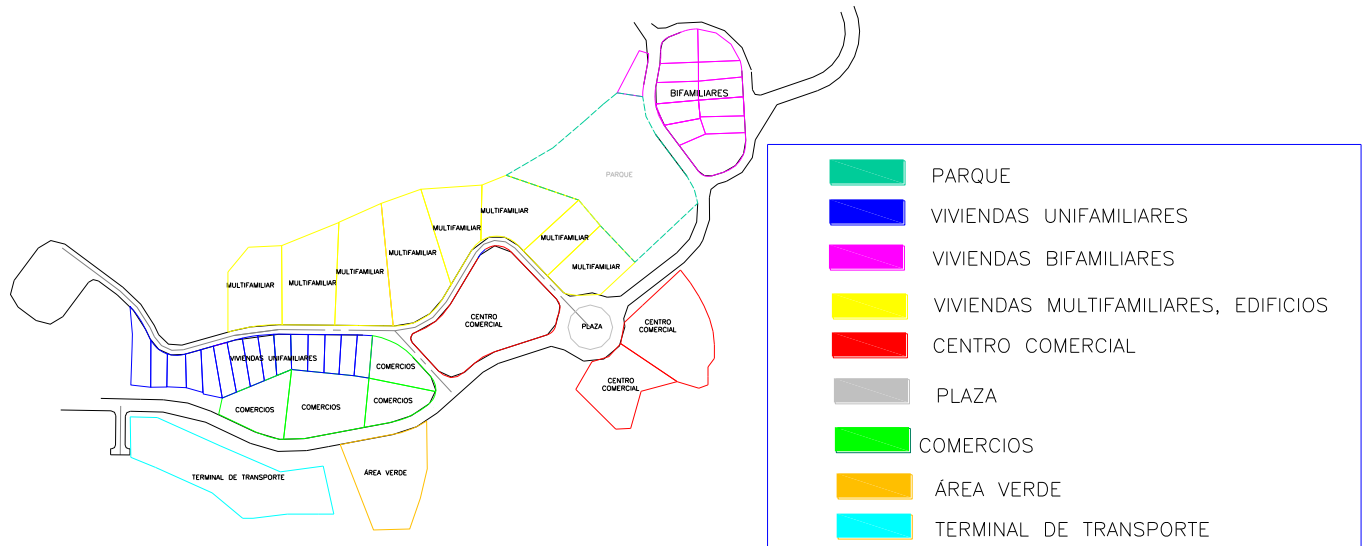 BIFAMILIARES
PARQUE
MULTIFAMILIAR
MULTIFAMILIAR
MULTIFAMILIAR
MULTIFAMILIAR
MULTIFAMILIAR
MULTIFAMILIAR
MULTIFAMILIAR
MULTIFAMILIAR
CENTRO
COMERCIAL
PLAZA
CENTRO
COMERCIAL
CENTRO
COMERCIAL
VIVIENDAS UNIFAMILIARES
COMERCIOS
COMERCIOS
COMERCIOS
COMERCIOS
TERMINAL DE TRANSPORTE
ÁREA VERDE
PARQUE
VIVIENDAS UNIFAMILIARES
VIVIENDAS BIFAMILIARES
VIVIENDAS MULTIFAMILIARES, EDIFICIOS
CENTRO COMERCIAL
PLAZA
COMERCIOS
ÁREA VERDE
TERMINAL DE TRANSPORTE